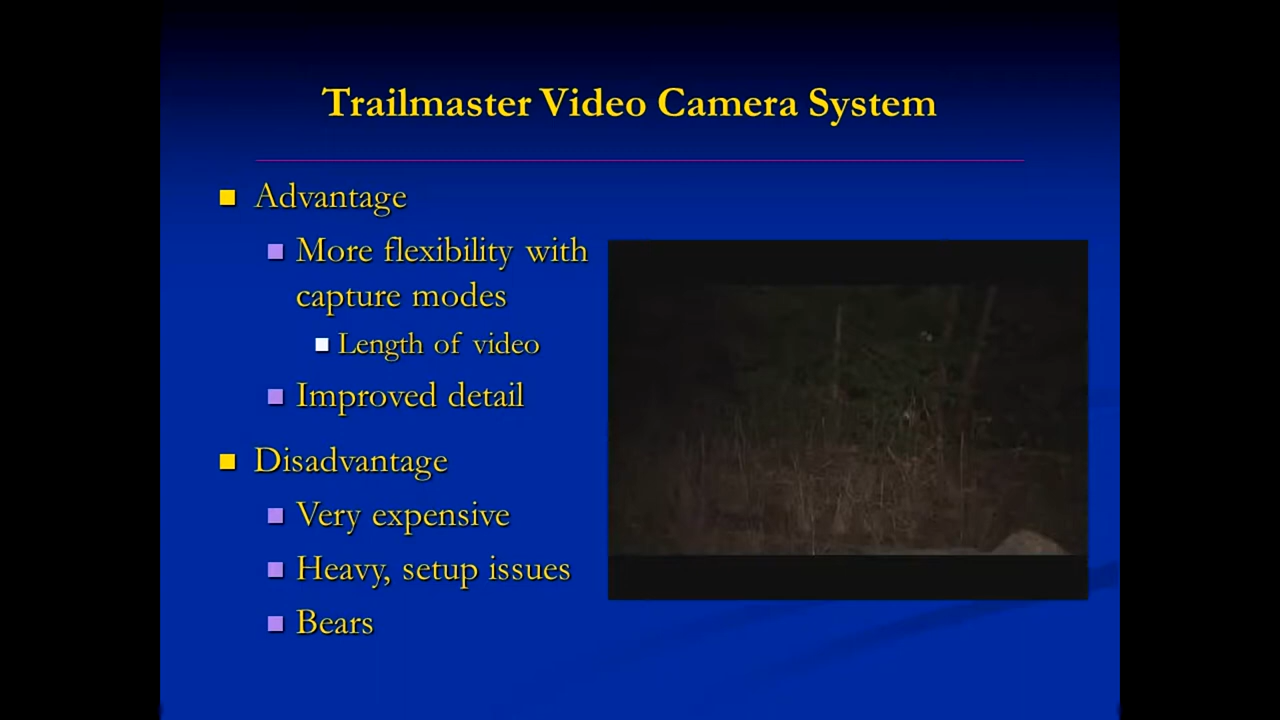 Trailmaster Video Camera System
Advantage
More flexibility with
capture modes
Length of video
Improved detail
Disadvantage
Very expensive
Heavy, setup issues
Bears